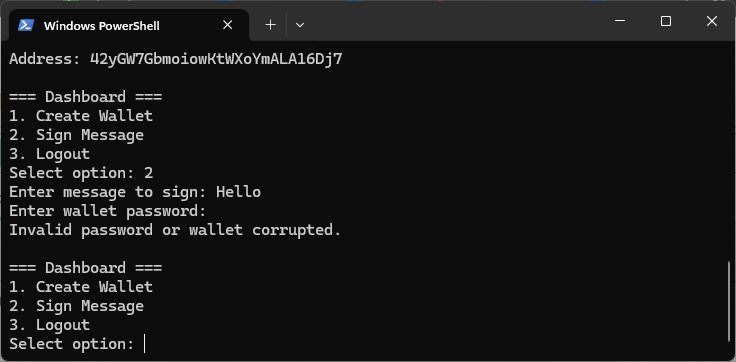 Windows PowerShell
Address: 42yGW7GbmoiowKtWXoYmALA16Dj7
=== Dashboard ===
1. Create Wallet
2. Sign Message
3. Logout
Select option: 2
Enter message to sign: Hello
Enter wallet password:
Invalid password or wallet corrupted.
=== Dashboard ===
1. Create Wallet
2. Sign Message
3. Logout
Select option: